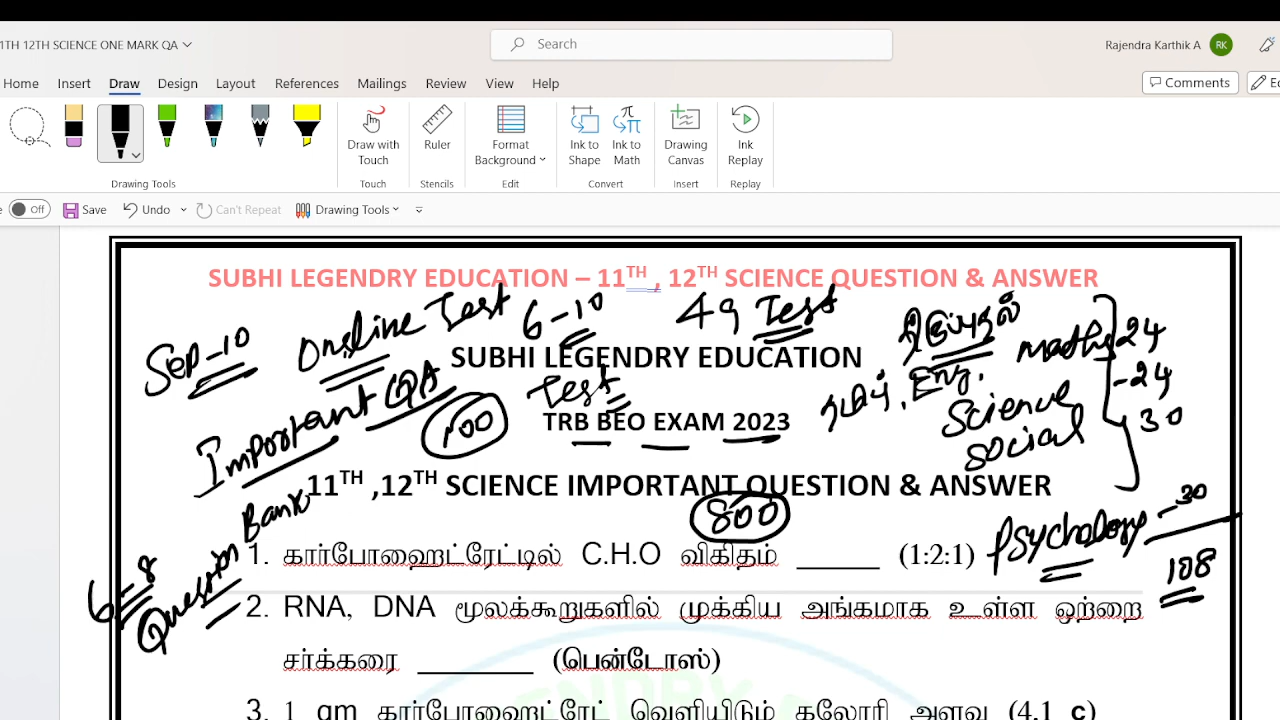 1TH 12TH SCIENCE ONE MARK QA
Search
Rajendra Karthik A RK
Home Insert Draw Design Layout References Mailings Review View Help
Comments
Draw with Touch
Ruler
Format Background
Ink to Shape
Ink to Math
Drawing Canvas
Ink Replay
Drawing Tools Touch Stencils Edit Convert Insert Replay
Off Save Undo Can't Repeat Drawing Tools
SUBHI LEGENDRY EDUCATION – 11TH , 12TH SCIENCE QUESTION & ANSWER
Sep -10 Online Test 6 -10 49 Test
Maths 24
SUBHI LEGENDRY EDUCATION
Important QA 100 Test
தமிழ், Eng.
Science -24
TRB BEO EXAM 2023
Social 30
11TH ,12TH SCIENCE IMPORTANT QUESTION & ANSWER
800
Psychology -30
108
6 - 8 Question Bank
1. கார்போஹைட்ரேட்டில் C.H.O விகிதம் ______ (1:2:1)
2. RNA, DNA மூலக்கூறுகளில் முக்கிய அங்கமாக உள்ள ஒற்றை
சர்க்கரை ________ (பென்டோஸ்)
3. 1 gm கார்போஹைட்ரேட் வெளியிடும் கலோரி அளவு (4.1 c)